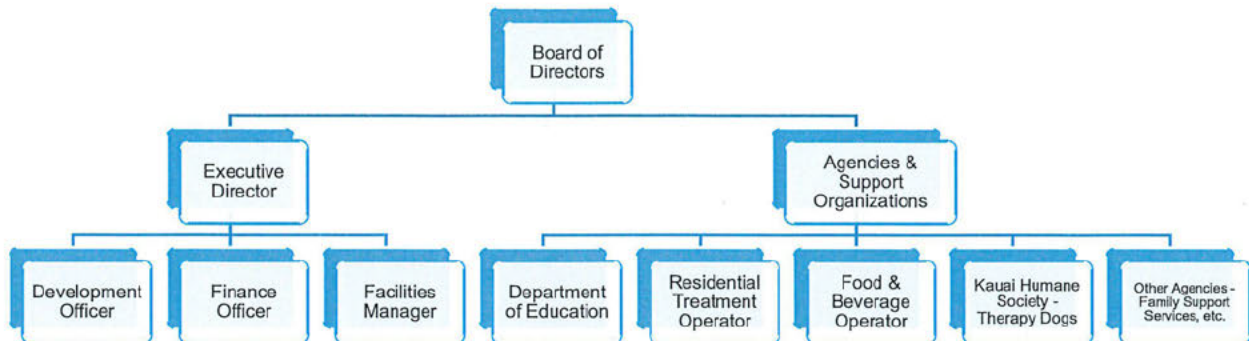 Board of
Directors
Executive
Director
Agencies &
Support
Organizations
Development
Officer
Finance
Officer
Facilities
Manager
Department
of Education
Residential
Treatment
Operator
Food &
Beverage
Operator
Kauai Humane
Society -
Therapy Dogs
Other Agencies -
Family Support
Services, etc.